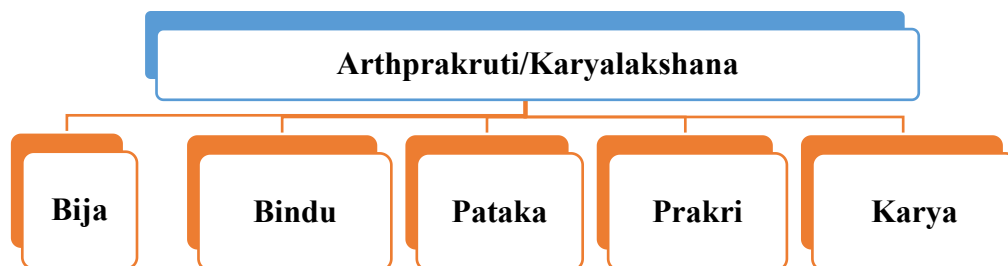 Arthprakruti/Karyalakshana
Bija
Bindu
Pataka
Prakri
Karya